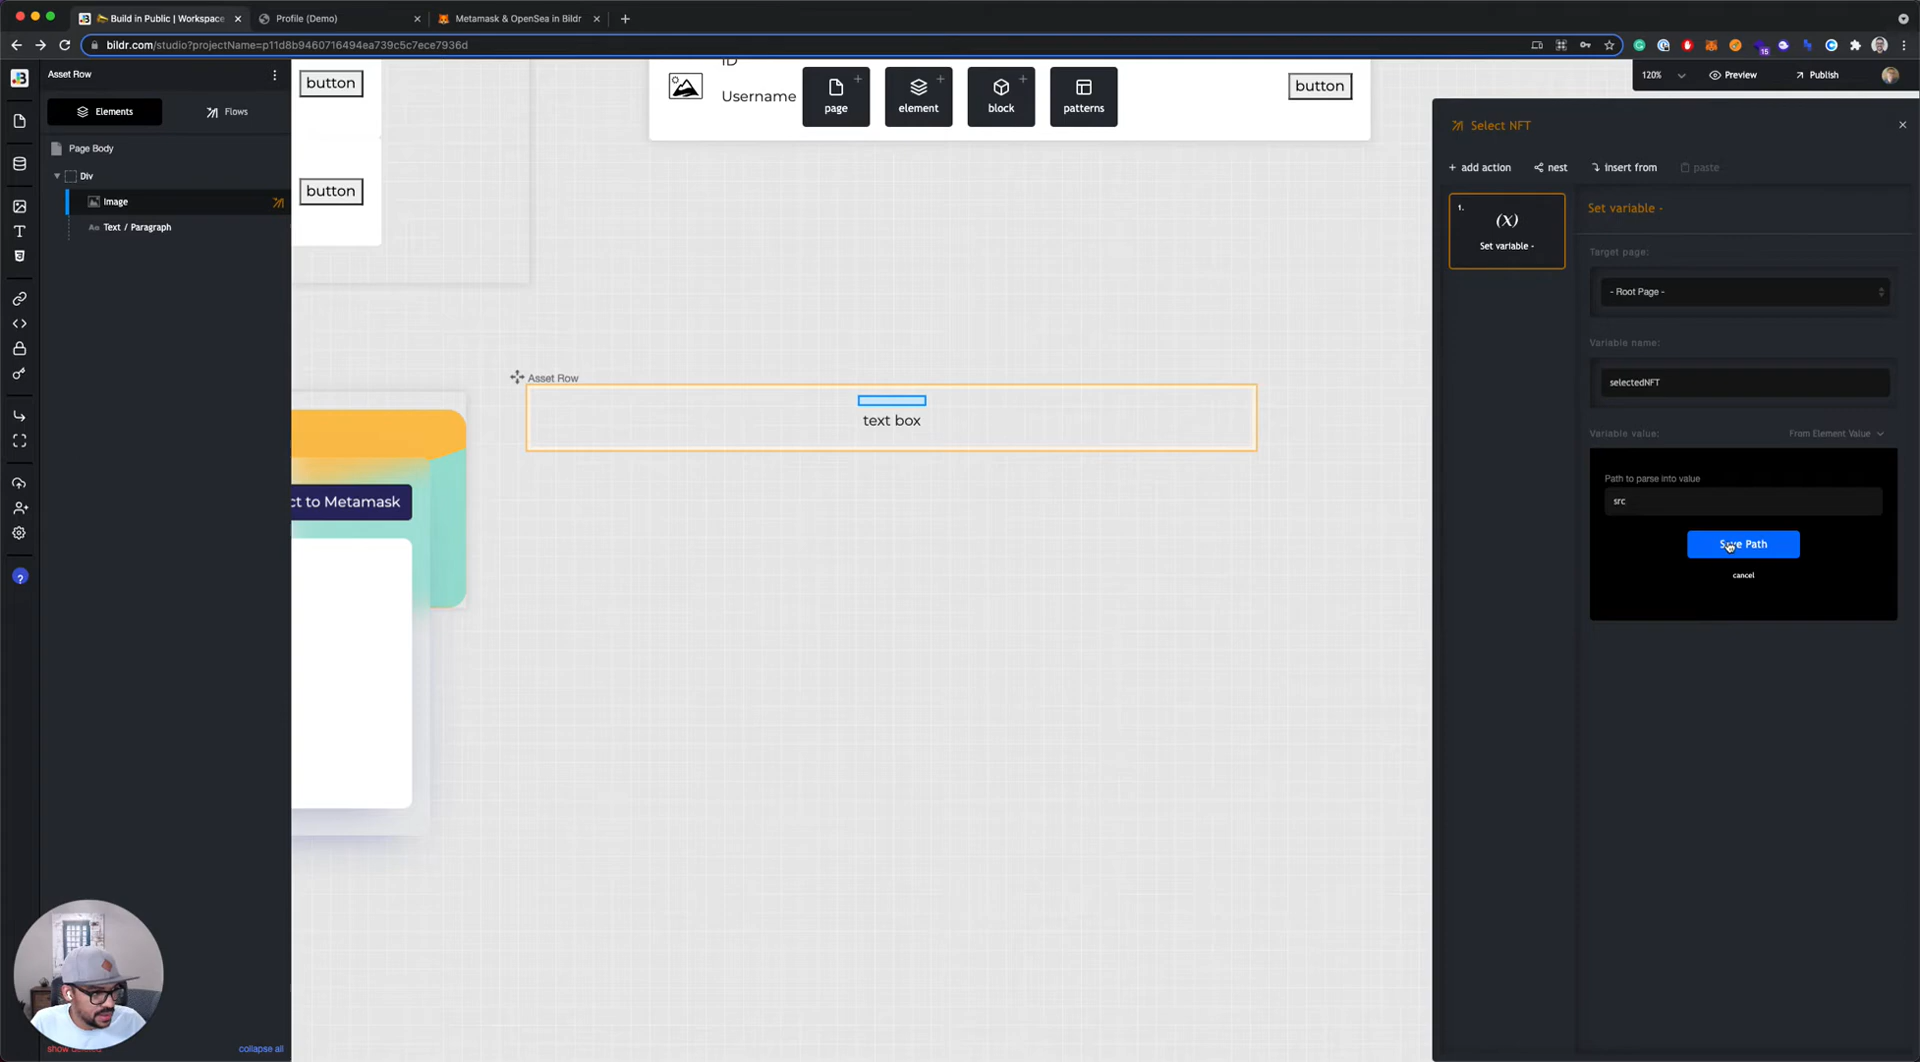 Build in Public | Workspace
Profile (Demo)
Metamask & OpenSea in Bildr
bildr.com/studio?projectName=p11d8b9460716494ea739c5c7ece7936d
15
Asset Row
Elements
Flows
Page Body
Div
Image
Text / Paragraph
button
button
ID
Username
page
element
block
patterns
button
120%
Preview
Publish
Select NFT
+ add action
nest
insert from
paste
1.
(X)
Set variable -
Set variable -
Target page:
- Root Page -
Variable name:
selectedNFT
Variable value:
From Element Value
Path to parse into value
src
Save Path
cancel
Asset Row
text box
ct to Metamask
?
show
collapse all